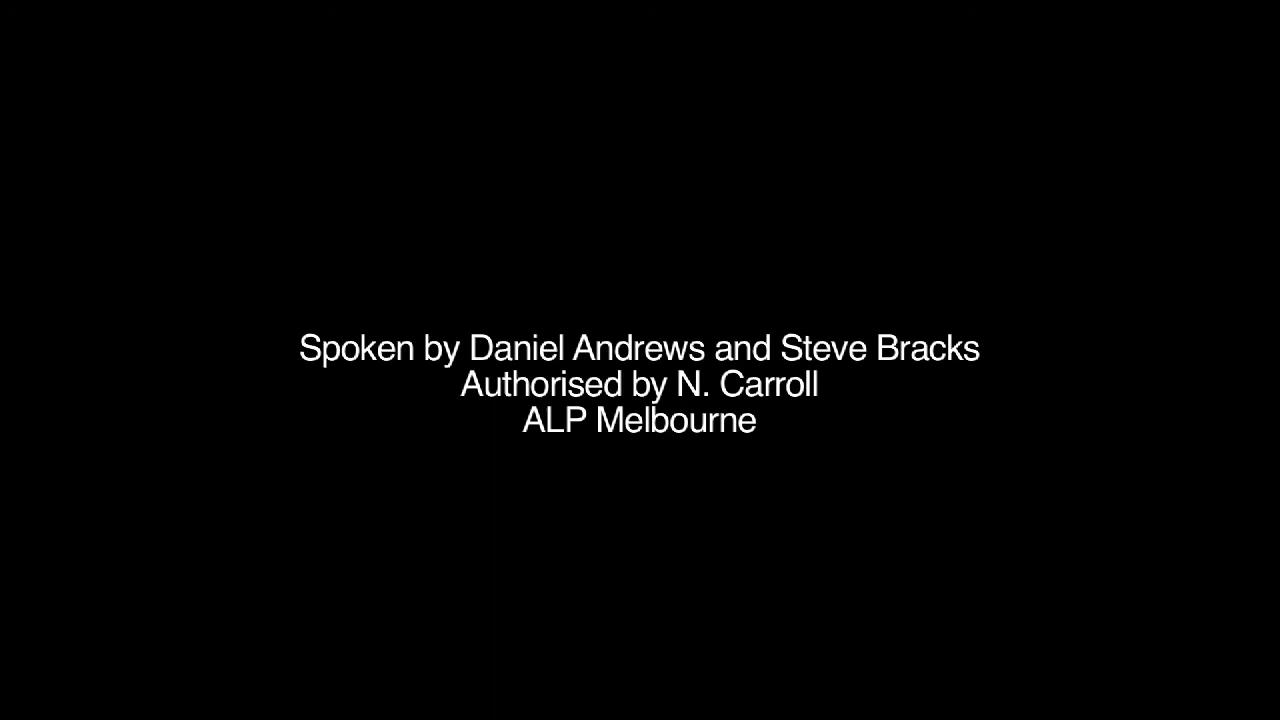 Spoken by Daniel Andrews and Steve Bracks
Authorised by N. Carroll
ALP Melbourne